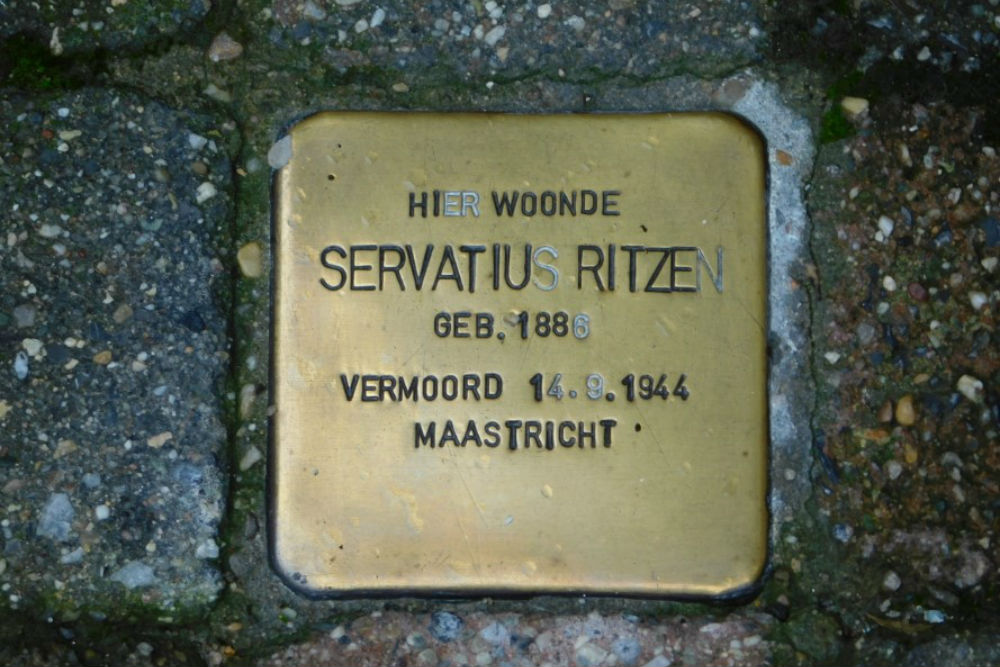 HIER WOONDE
SERVATIUS RITZEN
GEB. 1886
VERMOORD 14.9.1944
MAASTRICHT